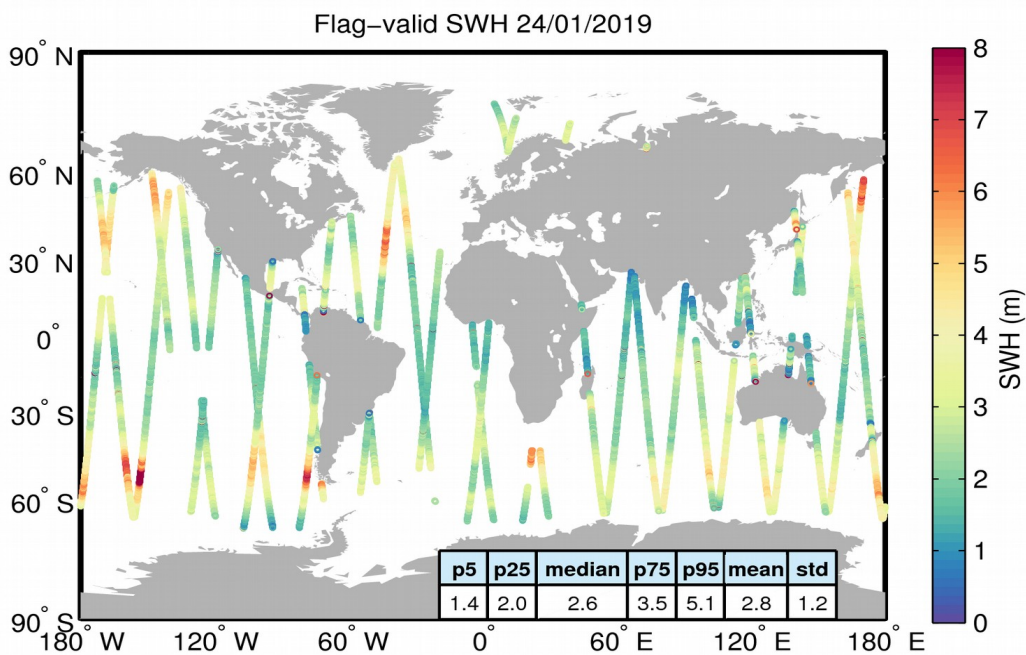 Flag−valid SWH 24/01/2019
90° N
60° N
30° N
0°
30° S
60° S
90° S
180° W
120° W
60° W
0°
60° E
120° E
180° E
p5 p25 median p75 p95 mean std
1.4 2.0 2.6 3.5 5.1 2.8 1.2
8
7
6
5
4
3
2
1
0
SWH (m)